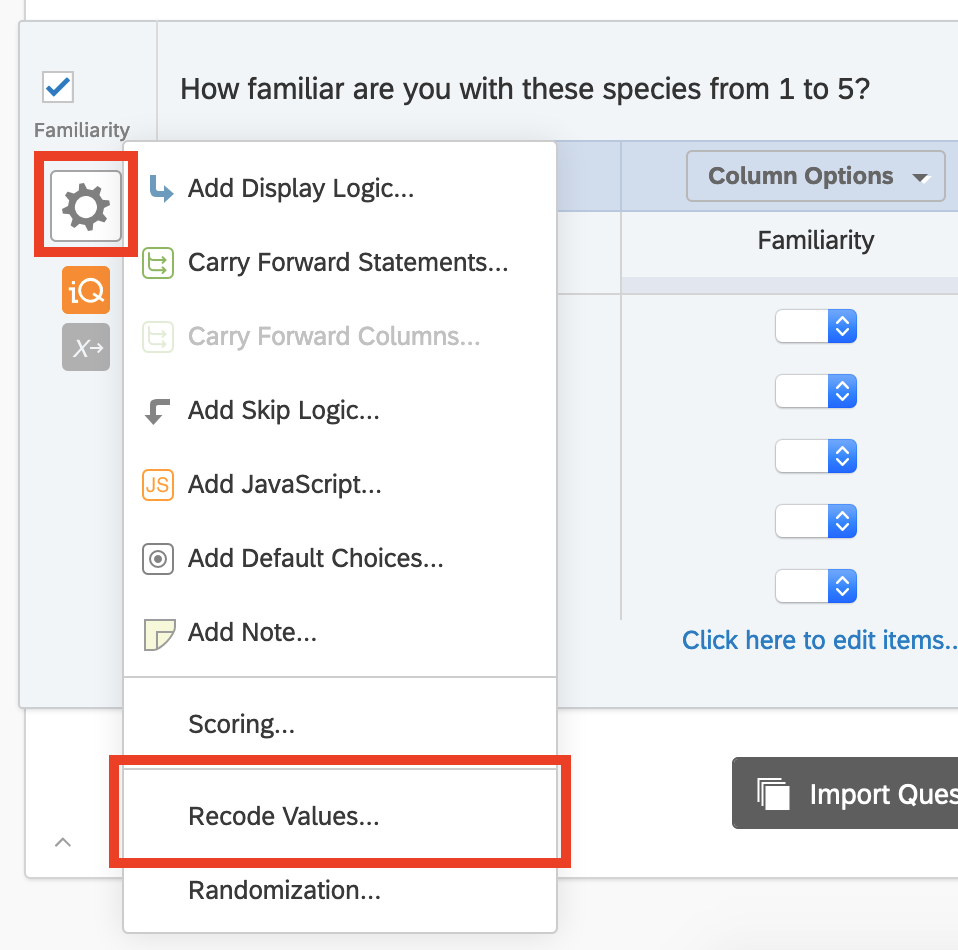 How familiar are you with these species from 1 to 5?
Familiarity
Column Options
Familiarity
iQ
X→
Add Display Logic...
Carry Forward Statements...
Carry Forward Columns...
Add Skip Logic...
JS Add JavaScript...
Add Default Choices...
Add Note...
Click here to edit items..
Scoring...
Import Ques
Recode Values...
Randomization...